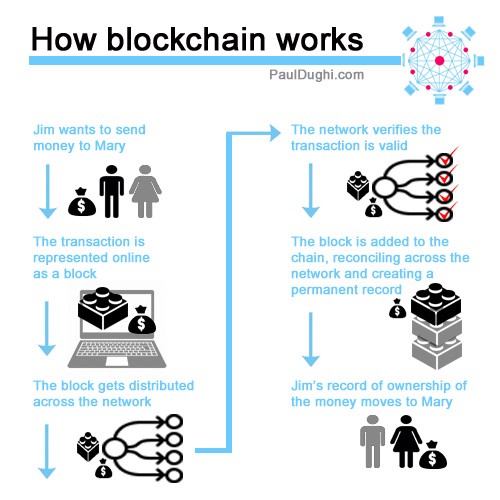 How blockchain works
PaulDughi.com
Jim wants to send
money to Mary
$
The transaction is
represented online
as a block
$
The block gets distributed
across the network
$
The network verifies the
transaction is valid
$
The block is added to the
chain, reconciling across the
network and creating a
permanent record
$
Jim's record of ownership of
the money moves to Mary
$